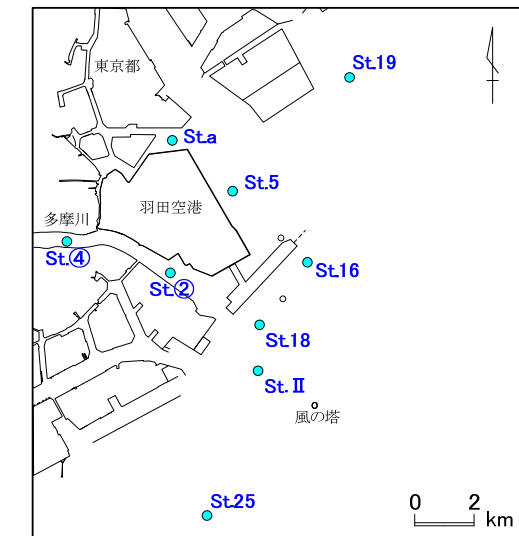 東京都
St.19
St.a
St.5
羽田空港
多摩川
St.④
St.②
St.16
St.18
St.Ⅱ
風の塔
St.25
0 2
km